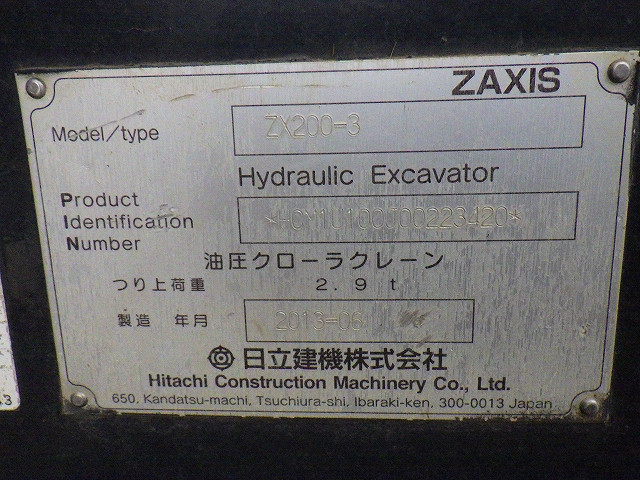 ZAXIS
Model/type ZX200-3
Hydraulic Excavator
Product
Identification
Number
油圧クローラクレーン
つり上荷重 2.9 t
製造 年月 2013-06
日立建機株式会社
Hitachi Construction Machinery Co., Ltd.
650, Kandatsu-machi, Tsuchiura-shi, Ibaraki-ken, 300-0013 Japan